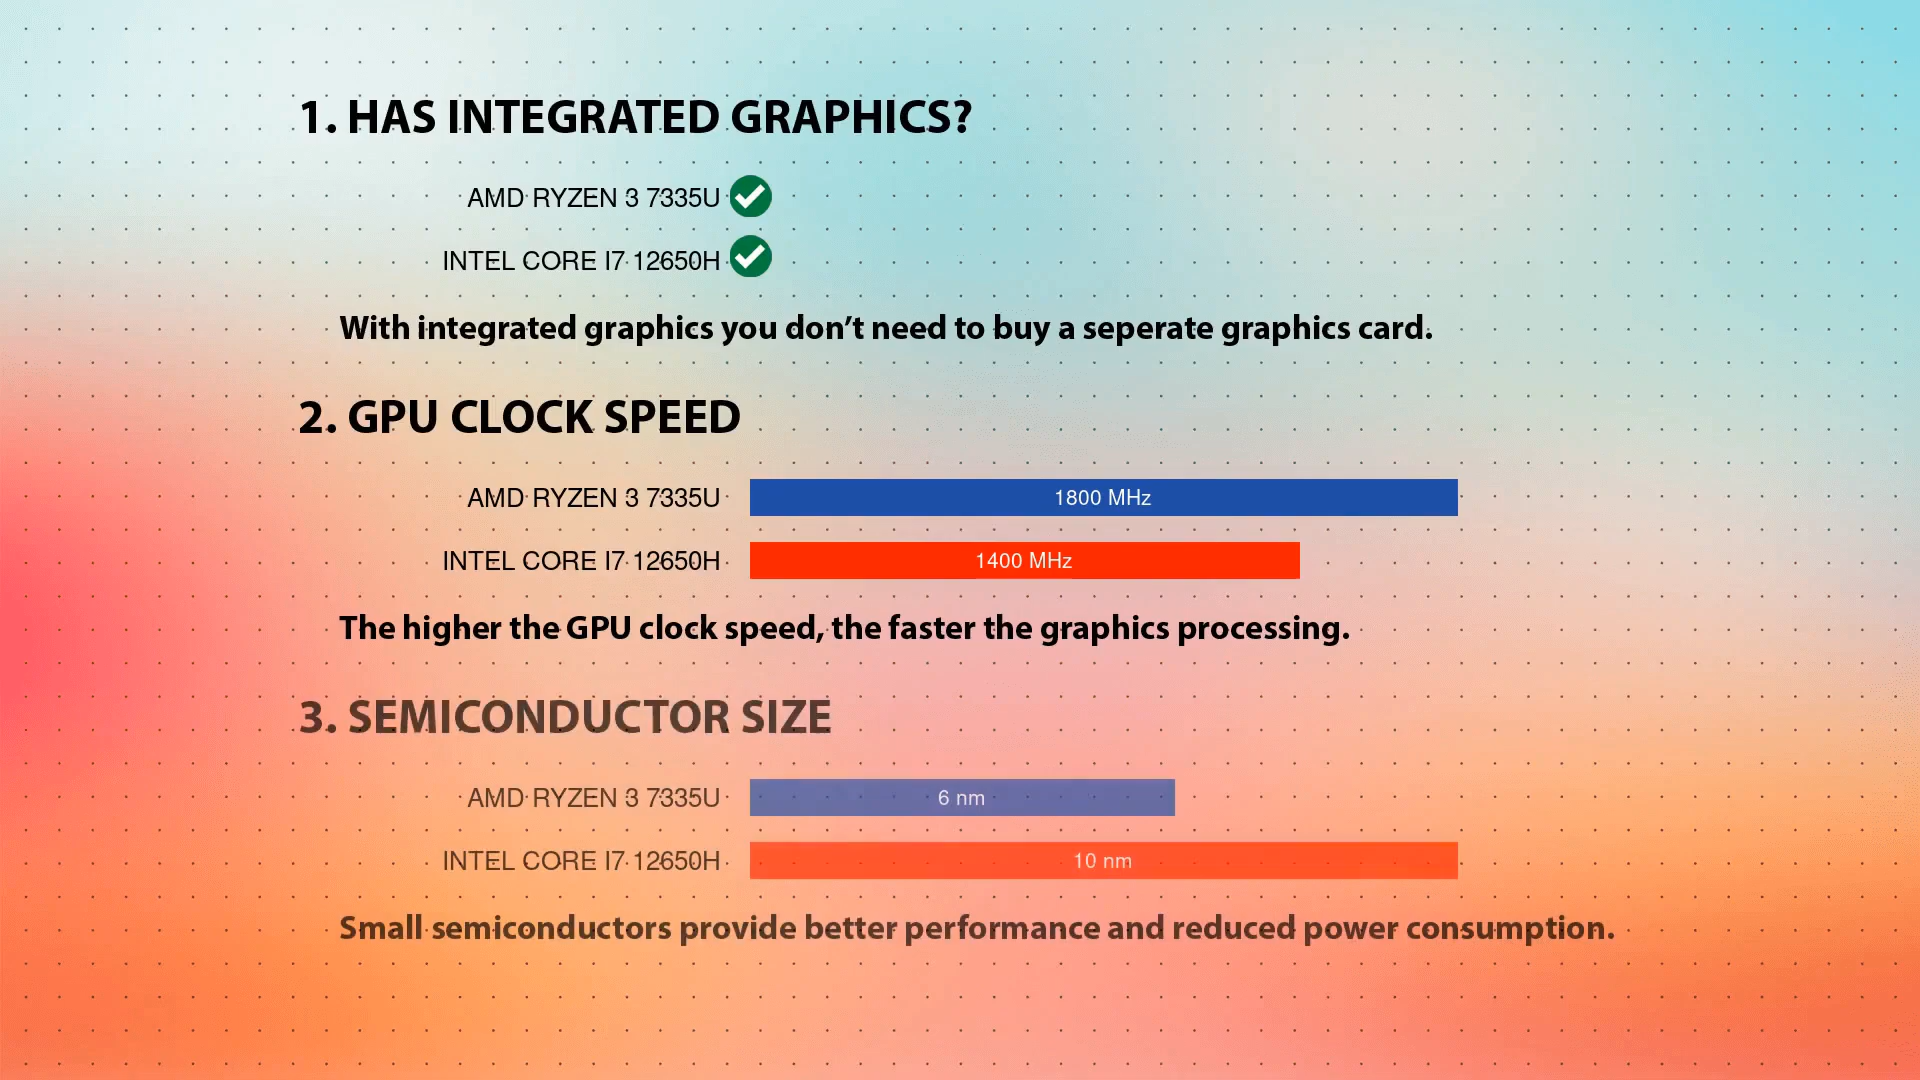 1. HAS INTEGRATED GRAPHICS?
AMD RYZEN 3 7335U
INTEL CORE I7 12650H
With integrated graphics you don’t need to buy a seperate graphics card.
2. GPU CLOCK SPEED
AMD RYZEN 3 7335U 1800 MHz
INTEL CORE I7 12650H 1400 MHz
The higher the GPU clock speed, the faster the graphics processing.
3. SEMICONDUCTOR SIZE
AMD RYZEN 3 7335U 6 nm
INTEL CORE I7 12650H 10 nm
Small semiconductors provide better performance and reduced power consumption.